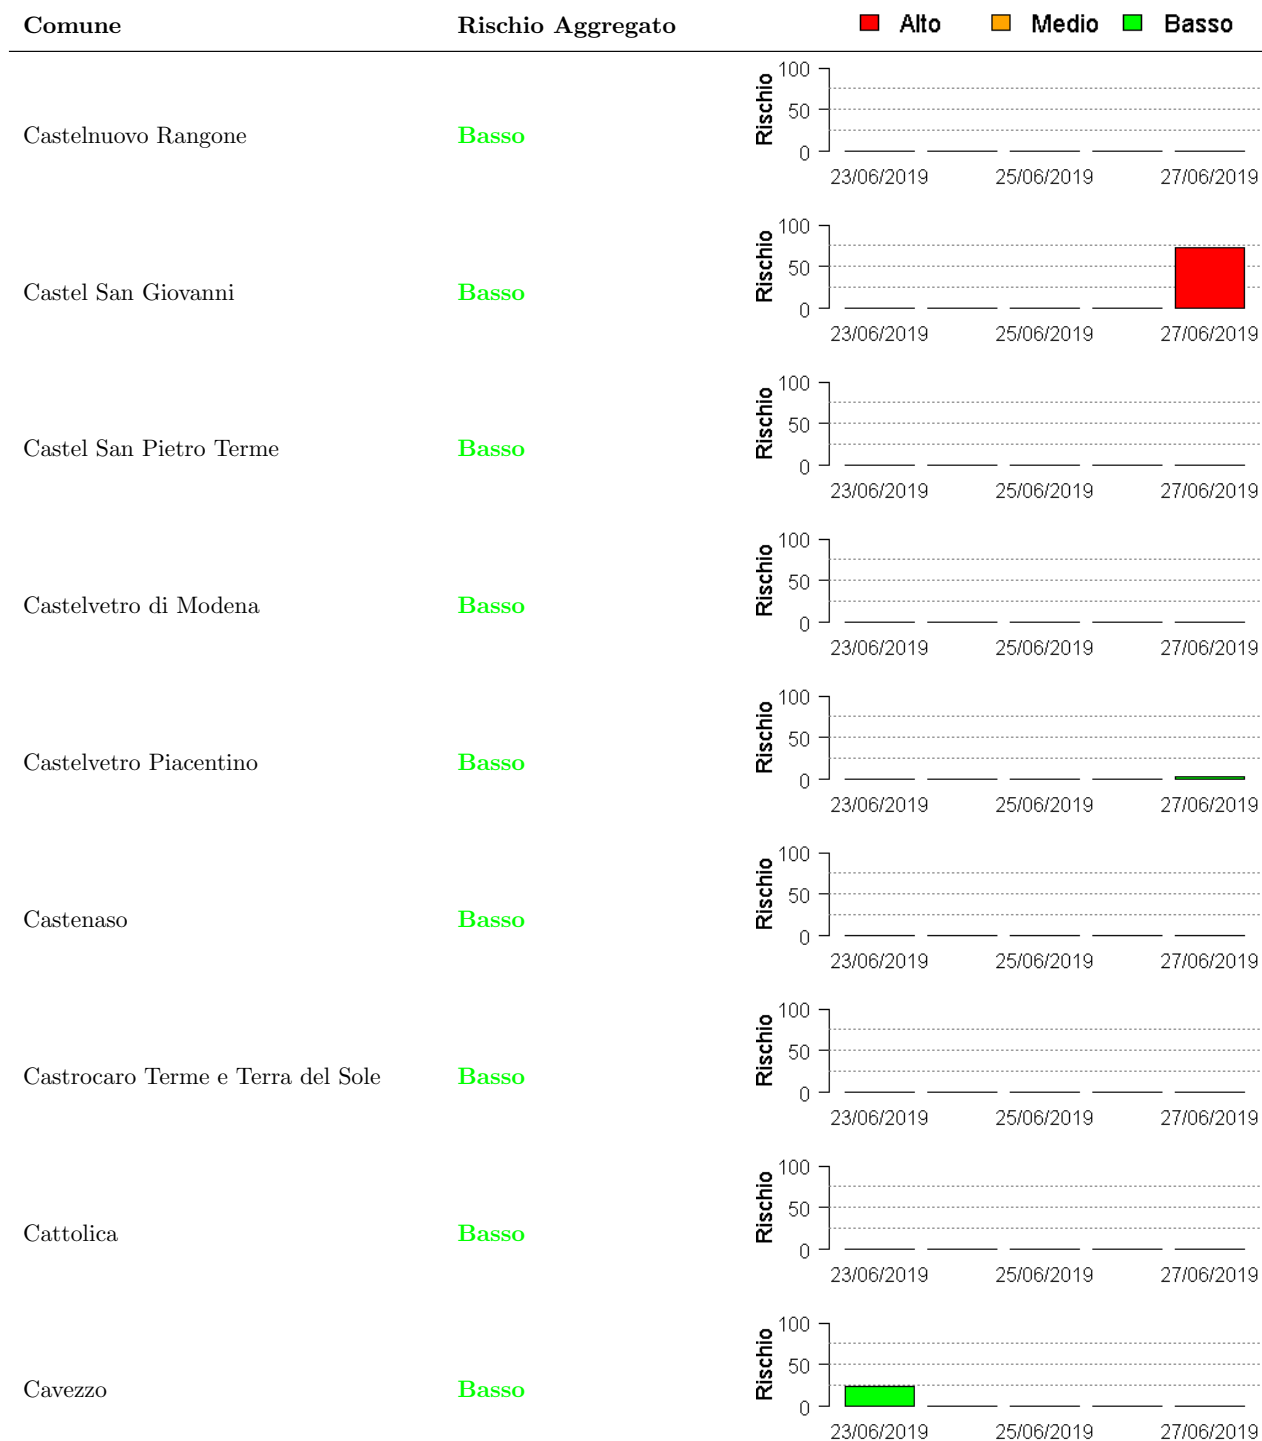 Comune Rischio Aggregato Alto Medio Basso
Castelnuovo Rangone Basso Rischio 100 50 0
23/06/2019 25/06/2019 27/06/2019
Castel San Giovanni Basso Rischio 100 50 0
23/06/2019 25/06/2019 27/06/2019
Castel San Pietro Terme Basso Rischio 100 50 0
23/06/2019 25/06/2019 27/06/2019
Castelvetro di Modena Basso Rischio 100 50 0
23/06/2019 25/06/2019 27/06/2019
Castelvetro Piacentino Basso Rischio 100 50 0
23/06/2019 25/06/2019 27/06/2019
Castenaso Basso Rischio 100 50 0
23/06/2019 25/06/2019 27/06/2019
Castrocaro Terme e Terra del Sole Basso Rischio 100 50 0
23/06/2019 25/06/2019 27/06/2019
Cattolica Basso Rischio 100 50 0
23/06/2019 25/06/2019 27/06/2019
Cavezzo Basso Rischio 100 50 0
23/06/2019 25/06/2019 27/06/2019